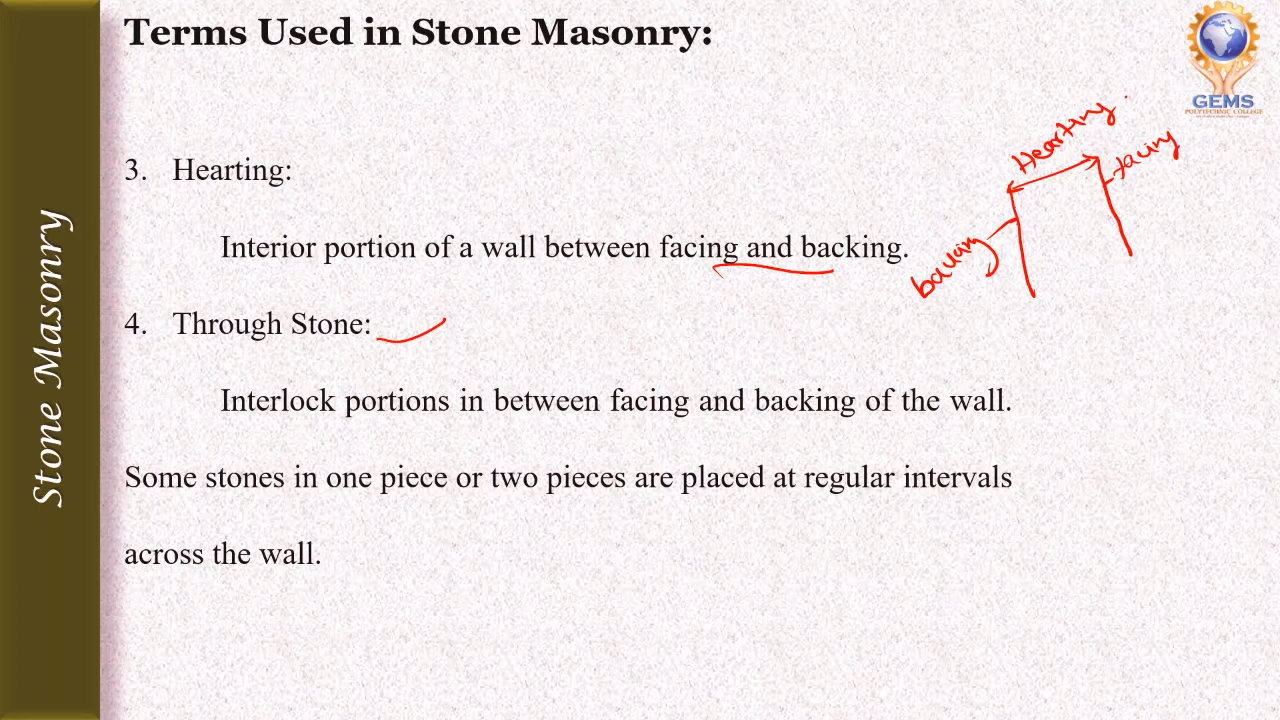 Terms Used in Stone Masonry:
GEMS
POLYTECHNIC COLLEGE
Hearting
facing
3. Hearting:
Interior portion of a wall between facing and backing.
backing
4. Through Stone:
Interlock portions in between facing and backing of the wall.
Some stones in one piece or two pieces are placed at regular intervals
across the wall.
Stone Masonry